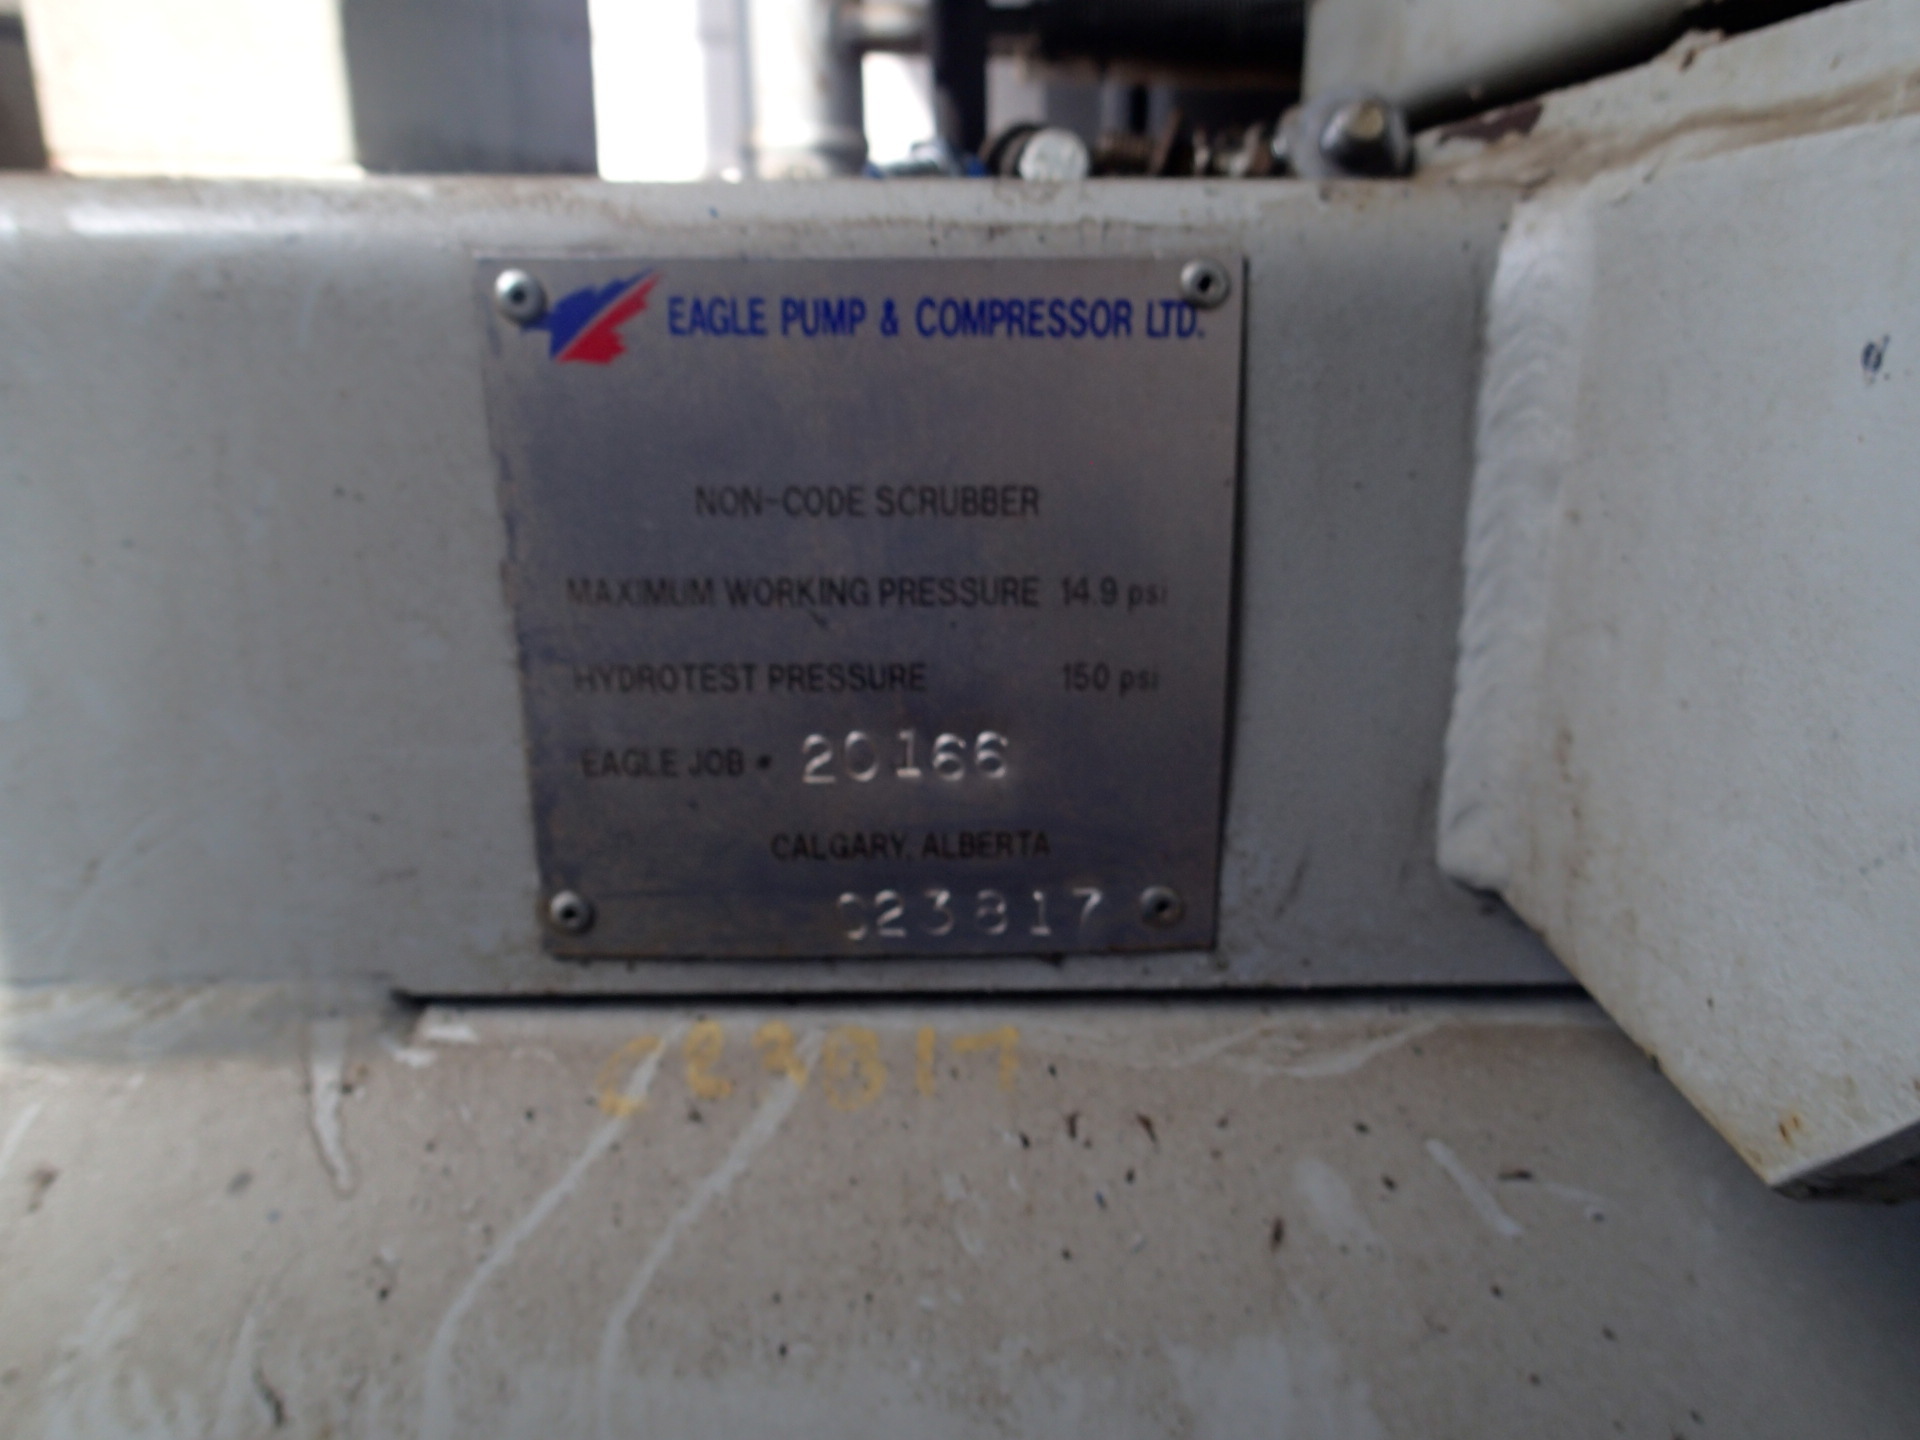 EAGLE PUMP & COMPRESSOR LTD.
NON-CODE SCRUBBER
MAXIMUM WORKING PRESSURE 14.9 psi
HYDROTEST PRESSURE 150 psi
EAGLE JOB # 20166
CALGARY, ALBERTA
C23817
C23817